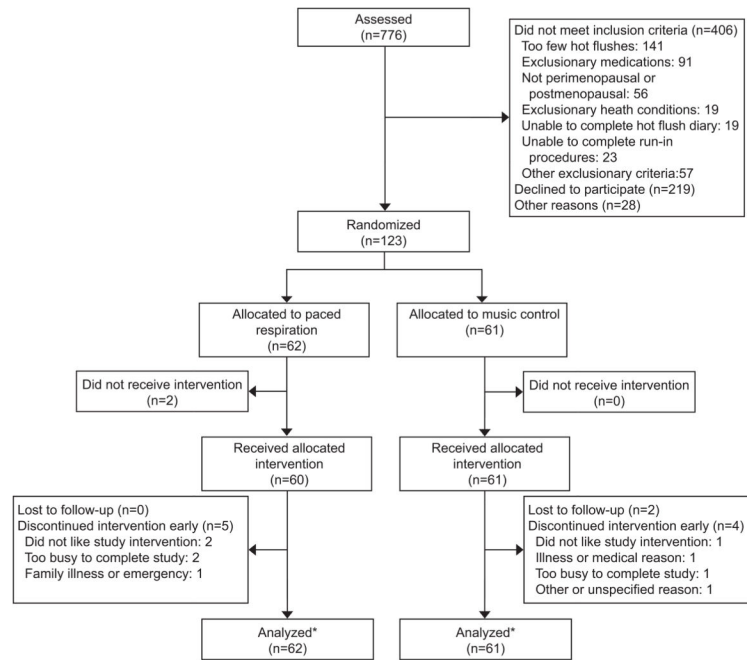 Assessed
(n=776)
Did not meet inclusion criteria (n=406)
Too few hot flushes: 141
Exclusionary medications: 91
Not perimenopausal or
postmenopausal: 56
Exclusionary heath conditions: 19
Unable to complete hot flush diary: 19
Unable to complete run-in
procedures: 23
Other exclusionary criteria:57
Declined to participate (n=219)
Other reasons (n=28)
Randomized
(n=123)
Allocated to paced
respiration
(n=62)
Allocated to music control
(n=61)
Did not receive intervention
(n=2)
Did not receive intervention
(n=0)
Received allocated
intervention
(n=60)
Received allocated
intervention
(n=61)
Lost to follow-up (n=0)
Discontinued intervention early (n=5)
Did not like study intervention: 2
Too busy to complete study: 2
Family illness or emergency: 1
Lost to follow-up (n=2)
Discontinued intervention early (n=4)
Did not like study intervention: 1
Illness or medical reason: 1
Too busy to complete study: 1
Other or unspecified reason: 1
Analyzed*
(n=62)
Analyzed*
(n=61)